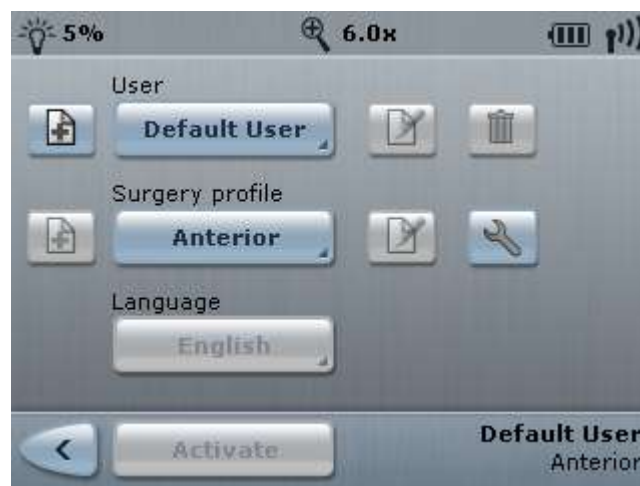 5% 6.0x
User
Default User
Surgery profile
Anterior
Language
English
Activate
Default User
Anterior